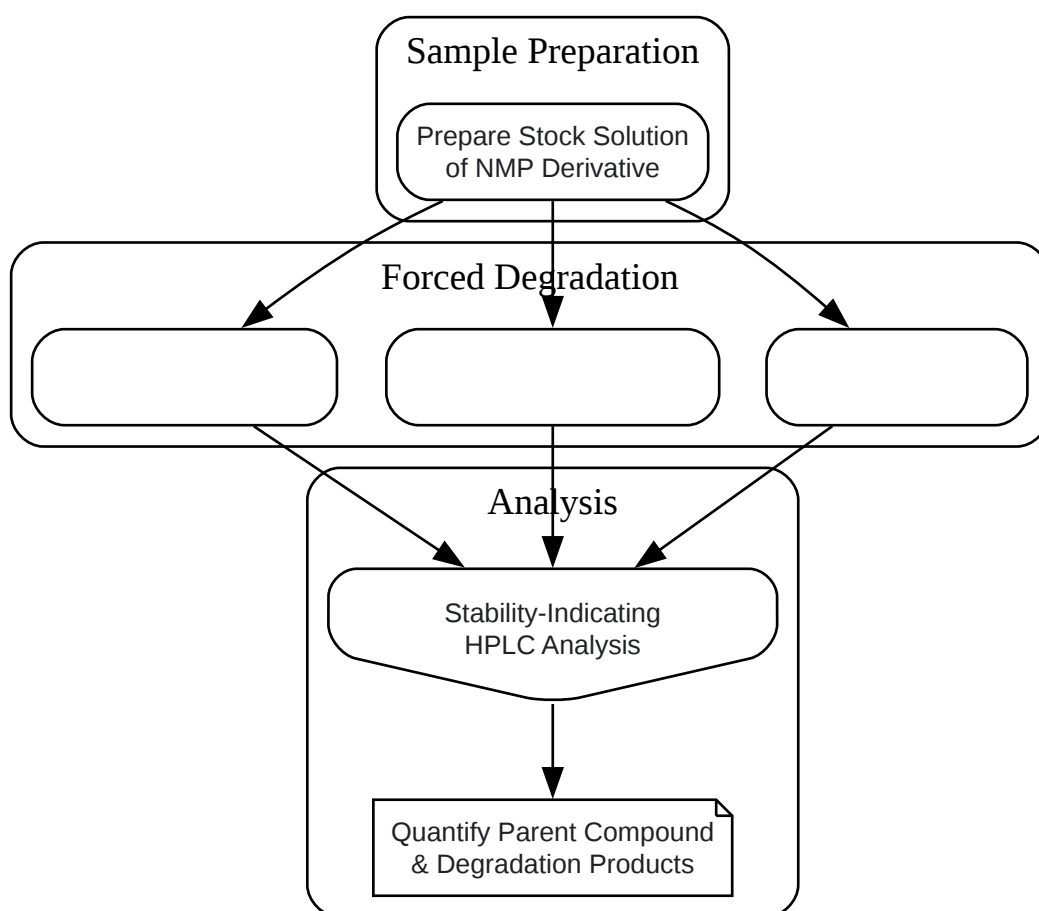 Sample Preparation
Prepare Stock Solution
of NMP Derivative
Forced Degradation
Analysis
Stability-Indicating
HPLC Analysis
Quantify Parent Compound
& Degradation Products